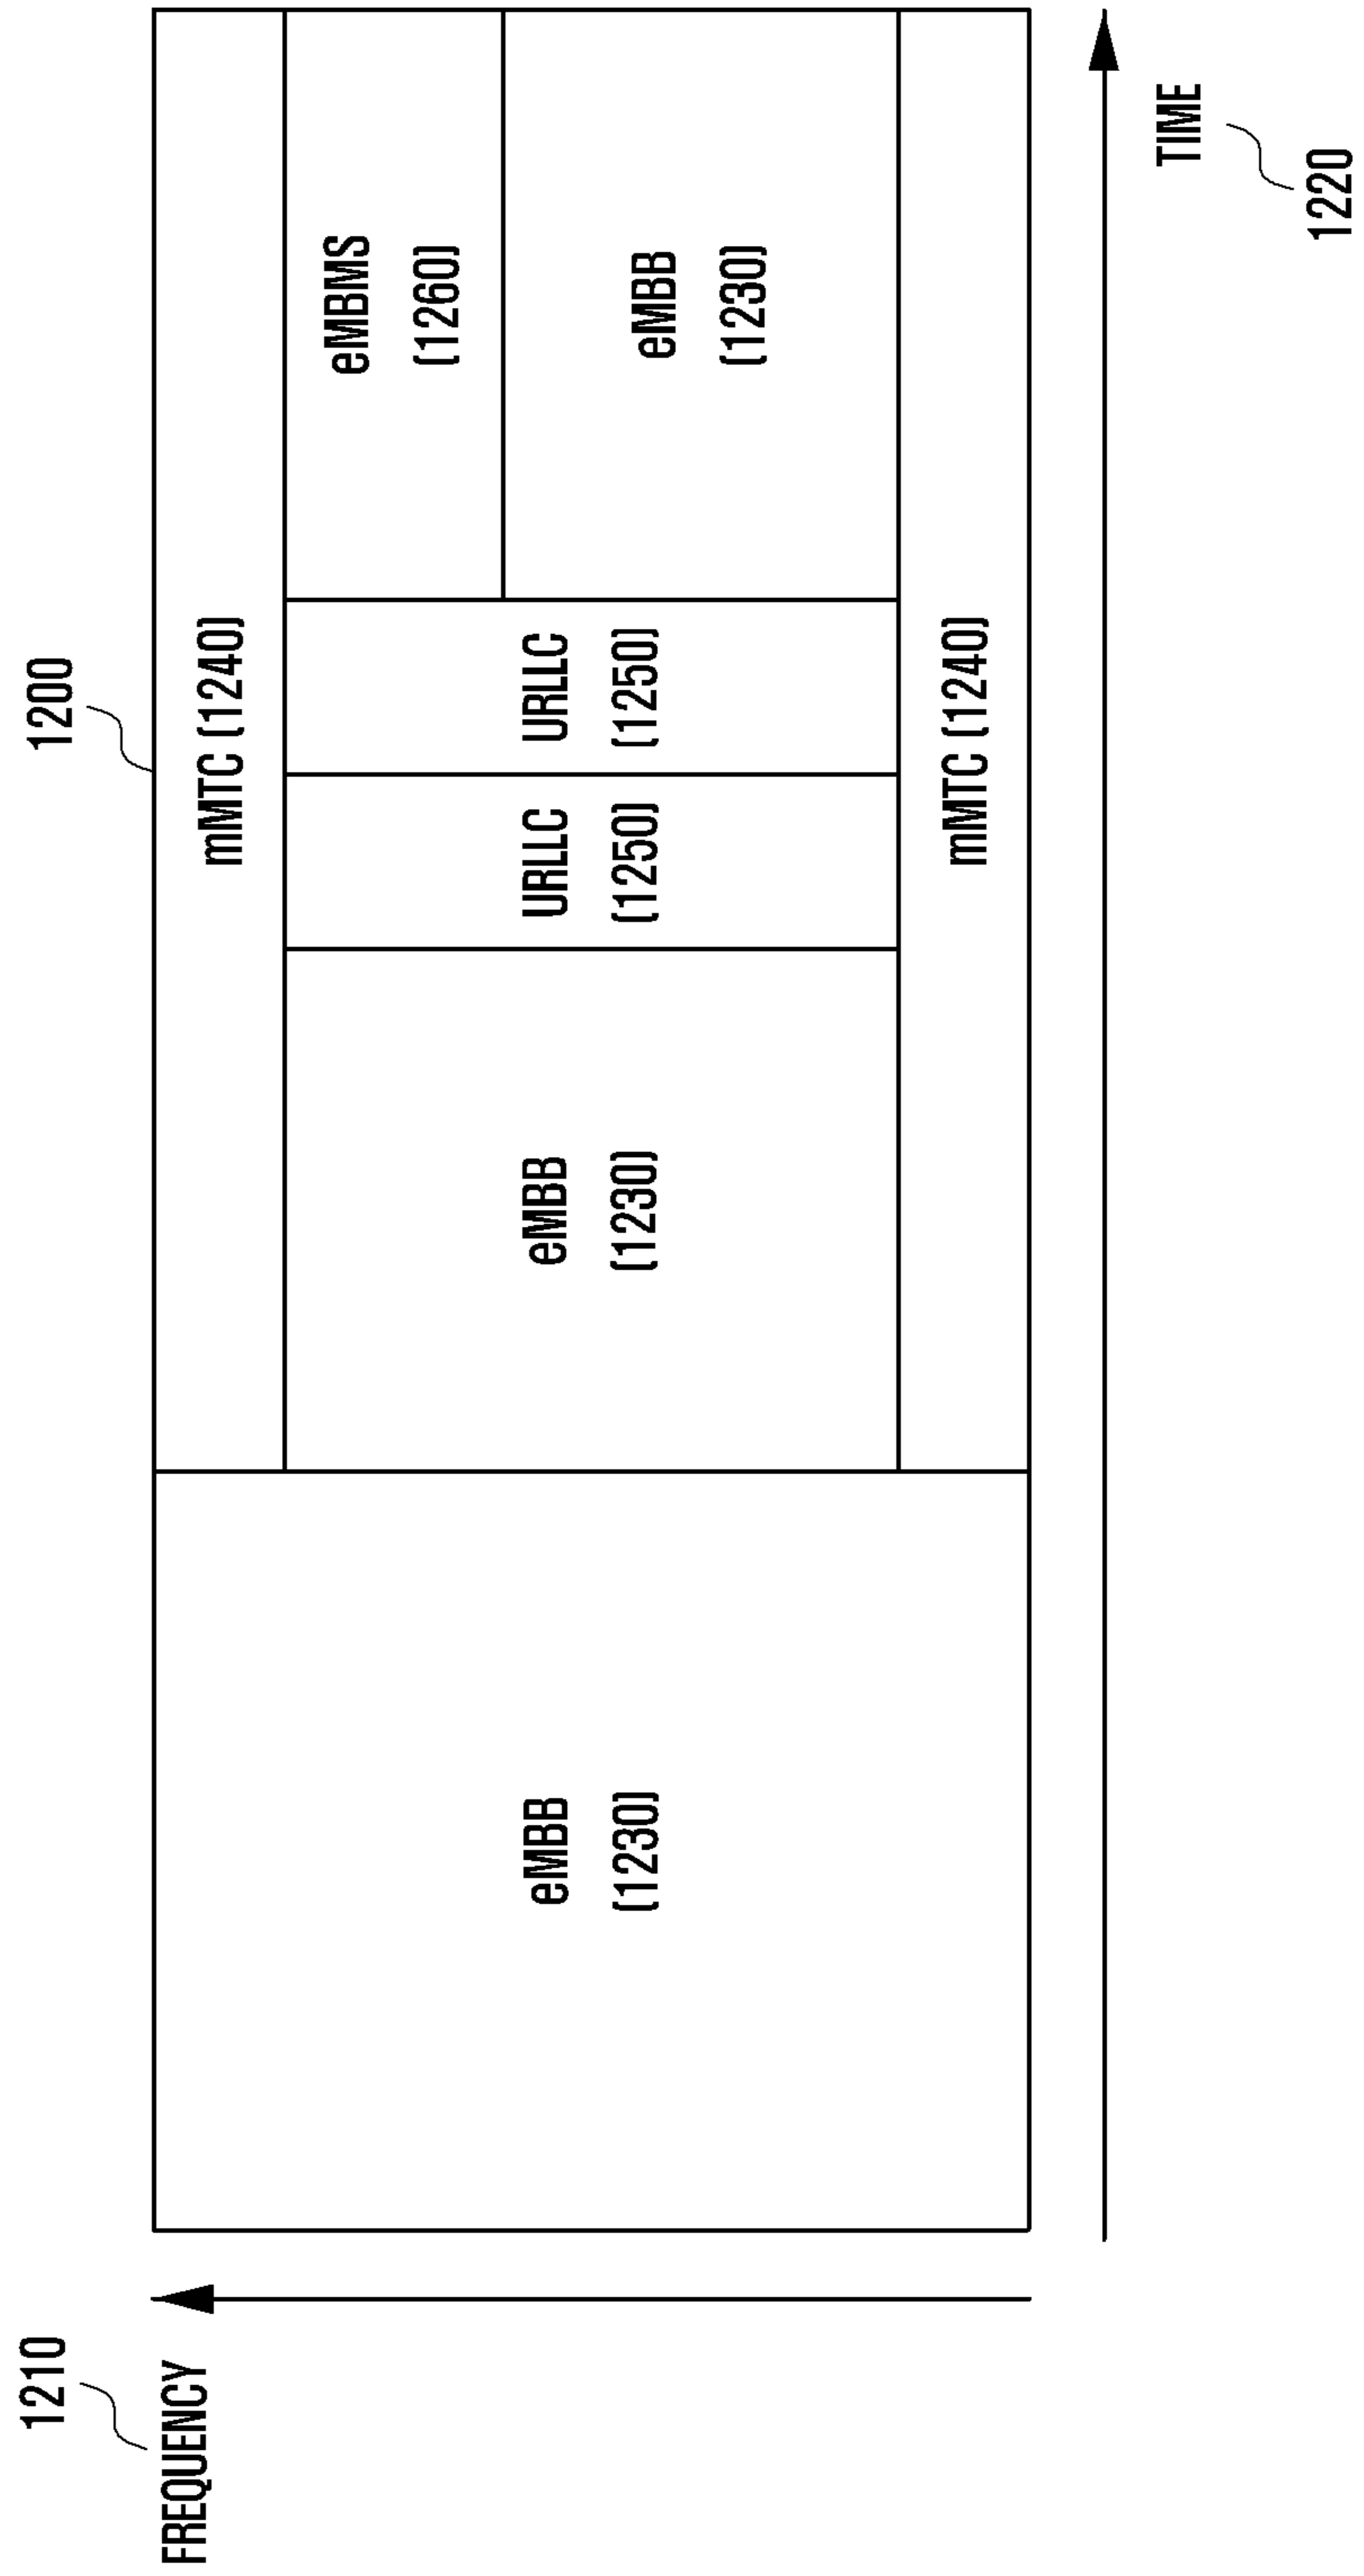 1210
FREQUENCY
1200
mMTC (1240)
eMBB
(1230)
eMBB
(1230)
URLLC
(1250)
URLLC
(1250)
eMBMS
(1260)
eMBB
(1230)
mMTC (1240)
TIME
1220